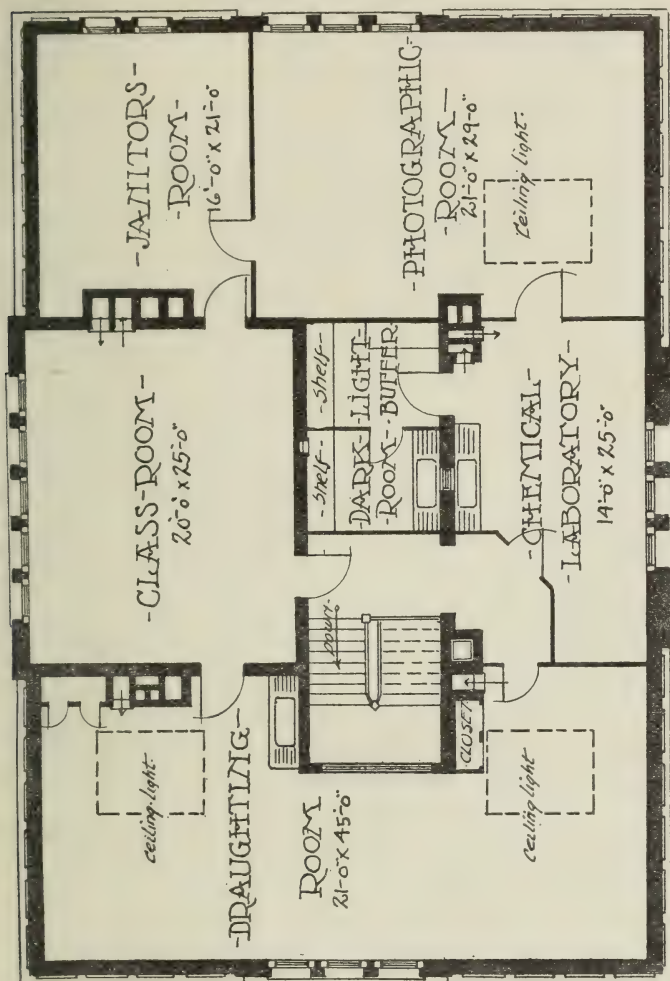 -JANITORS-
-ROOM-
16'-0" X 21'-0"
-PHOTOGRAPHIC-
-ROOM-
21'-0" X 29'-0"
ceiling light.
-CLASS-ROOM-
20'-0" X 25'-0"
-Shelf-
-LIGHT-
-BUFFER
-Shelf-
-DARK-
-ROOM-
-CHEMICAL-
-LABORATORY-
14'-0" X 25'-0"
down.
-DRAUGHTING-
ROOM
21'-0" X 45'-0"
ceiling light.
CLOSET
ceiling light